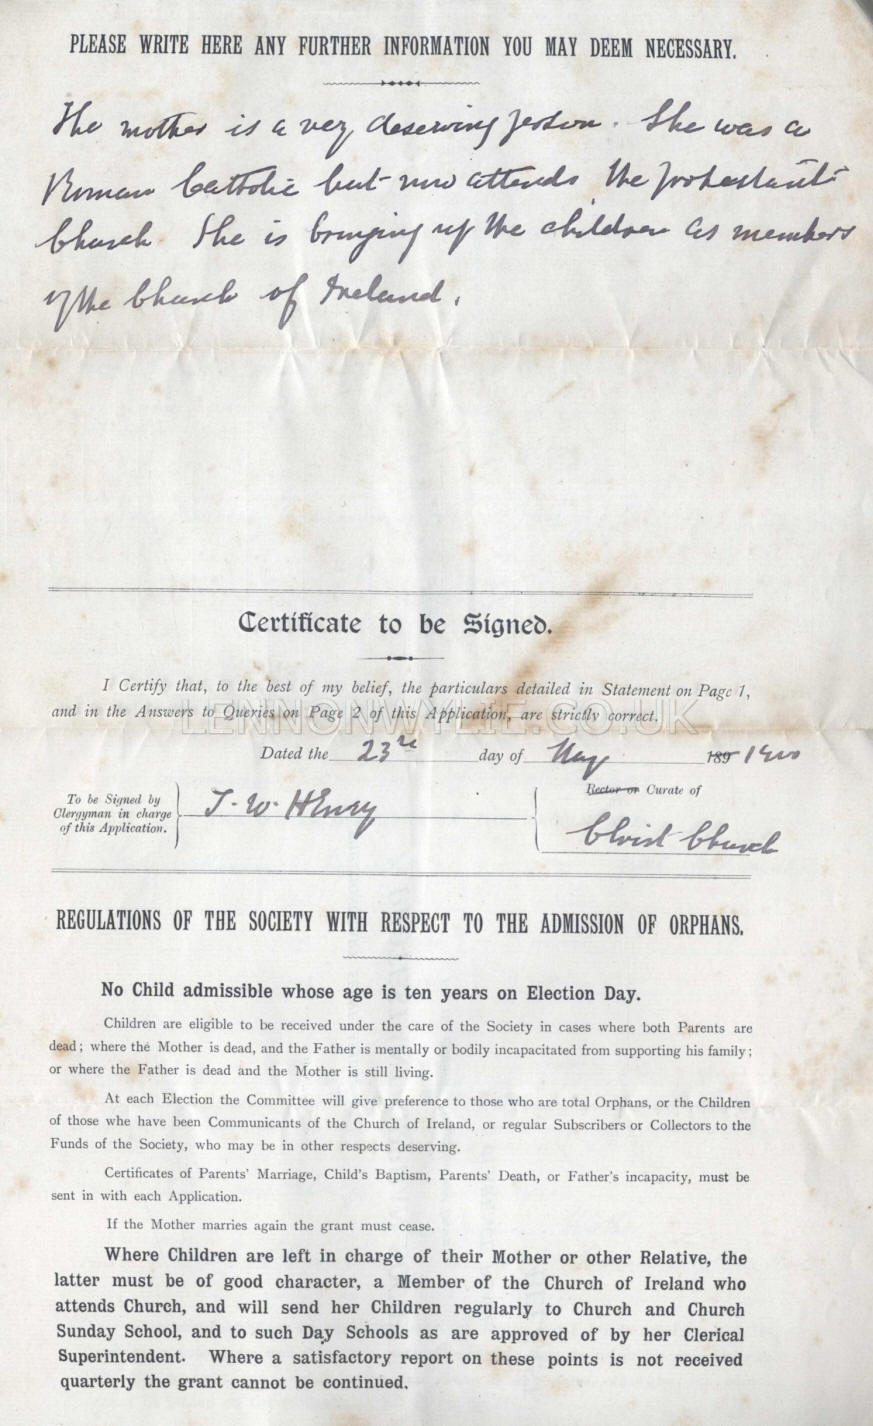 PLEASE WRITE HERE ANY FURTHER INFORMATION YOU MAY DEEM NECESSARY.
The mother is a very deserving person. She was a
Roman Catholic but now attends the protestant
Church She is bringing up the children as members
of the Church of Ireland.
Certificate to be Signed.
I Certify that, to the best of my belief, the particulars detailed in Statement on Page 1,
and in the Answers to Queries on Page 2 of this Application, are strictly correct.
LENNONWYLIE.CO.UK
Dated the 23rd day of May 189 1900
To be Signed by
Clergyman in charge
of this Application.
J. W. Henry
Rector or Curate of
Christ Church
REGULATIONS OF THE SOCIETY WITH RESPECT TO THE ADMISSION OF ORPHANS.
No Child admissible whose age is ten years on Election Day.
Children are eligible to be received under the care of the Society in cases where both Parents are
dead; where the Mother is dead, and the Father is mentally or bodily incapacitated from supporting his family;
or where the Father is dead and the Mother is still living.
At each Election the Committee will give preference to those who are total Orphans, or the Children
of those whe have been Communicants of the Church of Ireland, or regular Subscribers or Collectors to the
Funds of the Society, who may be in other respects deserving.
Certificates of Parents' Marriage, Child's Baptism, Parents' Death, or Father's incapacity, must be
sent in with each Application.
If the Mother marries again the grant must cease.
Where Children are left in charge of their Mother or other Relative, the
latter must be of good character, a Member of the Church of Ireland who
attends Church, and will send her Children regularly to Church and Church
Sunday School, and to such Day Schools as are approved of by her Clerical
Superintendent. Where a satisfactory report on these points is not received
quarterly the grant cannot be continued.